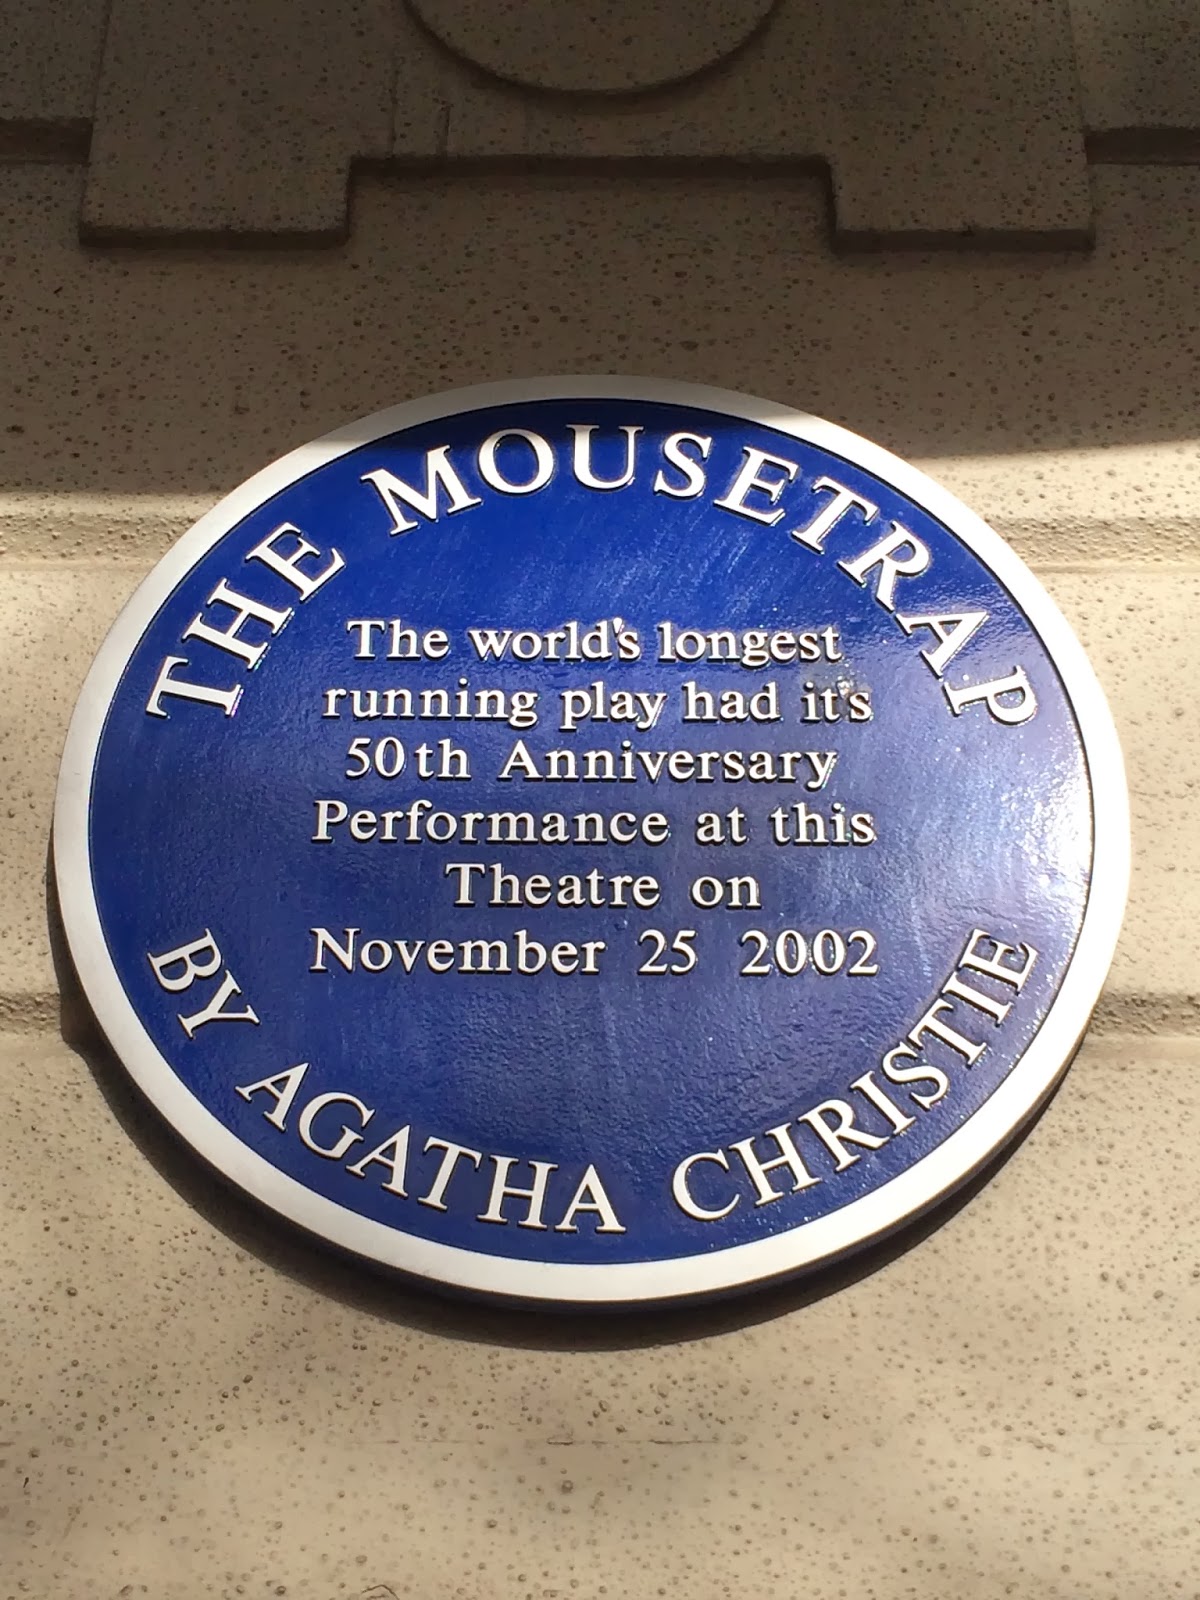 THE MOUSETRAP
The world's longest
running play had it's
50th Anniversary
Performance at this
Theatre on
November 25 2002
BY AGATHA CHRISTIE